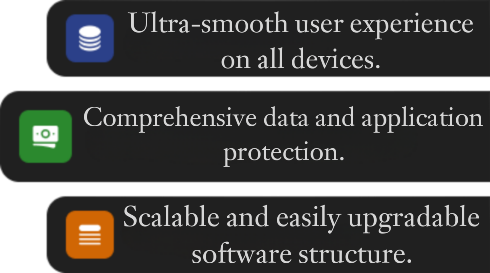 Ultra-smooth user experience
on all devices.
Comprehensive data and application
protection.
Scalable and easily upgradable
software structure.